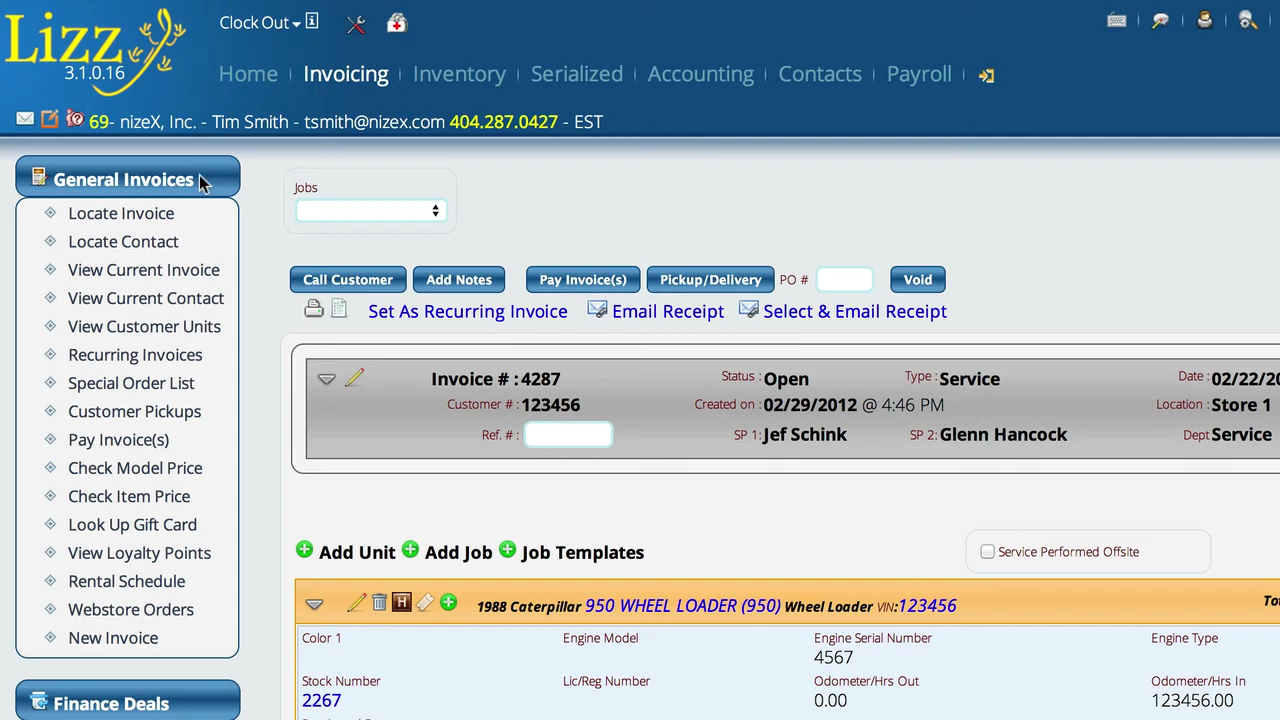 Lizz
3.1.0.16
Clock Out
Home Invoicing Inventory Serialized Accounting Contacts Payroll
69- nizeX, Inc. - Tim Smith - tsmith@nizex.com 404.287.0427 - EST
General Invoices
Locate Invoice
Locate Contact
View Current Invoice
View Current Contact
View Customer Units
Recurring Invoices
Special Order List
Customer Pickups
Pay Invoice(s)
Check Model Price
Check Item Price
Look Up Gift Card
View Loyalty Points
Rental Schedule
Webstore Orders
New Invoice
Finance Deals
Jobs
Call Customer Add Notes Pay Invoice(s) Pickup/Delivery PO # Void
Set As Recurring Invoice Email Receipt Select & Email Receipt
Invoice # : 4287 Status : Open Type : Service Date : 02/22/20
Customer # : 123456 Created on : 02/29/2012 @ 4:46 PM Location : Store 1
Ref. # : SP 1: Jef Schink SP 2: Glenn Hancock Dept Service
Add Unit Add Job Job Templates Service Performed Offsite
H 1988 Caterpillar 950 WHEEL LOADER (950) Wheel Loader VIN:123456
Color 1 Engine Model Engine Serial Number Engine Type
4567
Stock Number Lic/Reg Number Odometer/Hrs Out Odometer/Hrs In
2267 0.00 123456.00